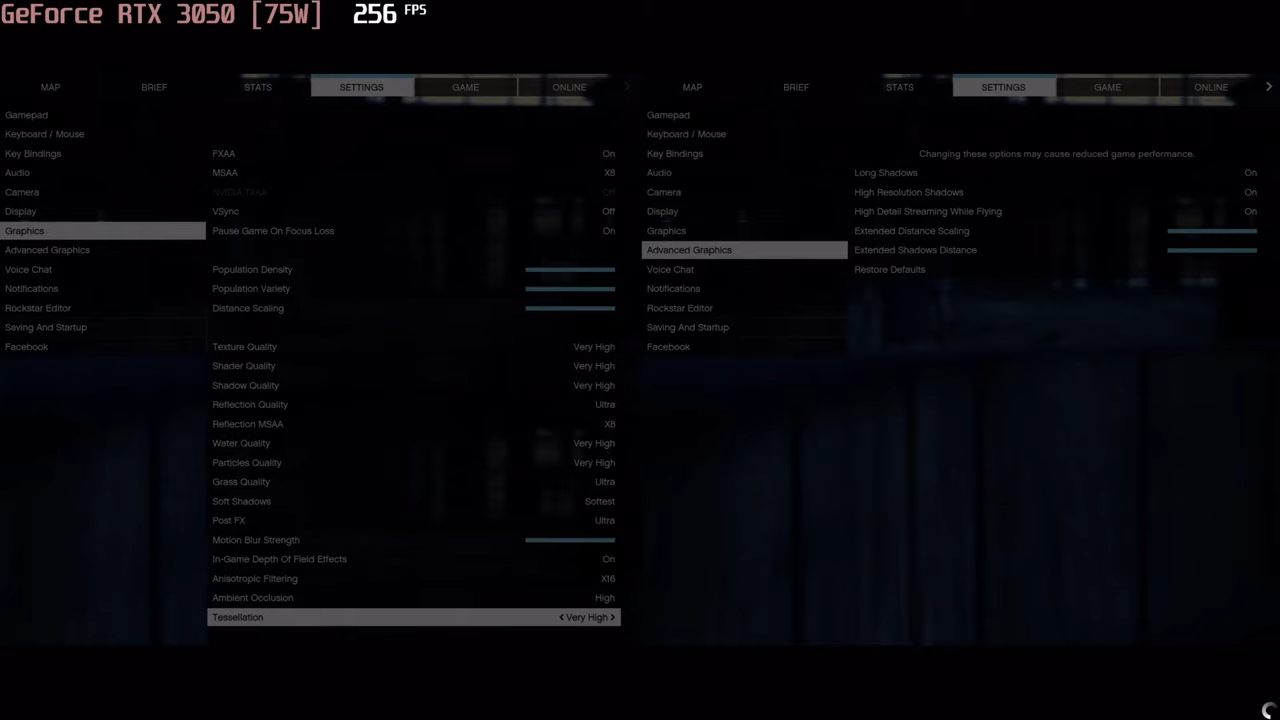 GeForce RTX 3050 [75W] 256 FPS
MAP BRIEF STATS SETTINGS GAME ONLINE
Gamepad
Keyboard / Mouse
Key Bindings
Audio
Camera
Display
Graphics
Advanced Graphics
Voice Chat
Notifications
Rockstar Editor
Saving And Startup
Facebook
FXAA On
MSAA X8
NVIDIA TXAA Off
VSync Off
Pause Game On Focus Loss On
Population Density
Population Variety
Distance Scaling
Texture Quality Very High
Shader Quality Very High
Shadow Quality Very High
Reflection Quality Ultra
Reflection MSAA X8
Water Quality Very High
Particles Quality Very High
Grass Quality Ultra
Soft Shadows Softest
Post FX Ultra
Motion Blur Strength
In-Game Depth Of Field Effects On
Anisotropic Filtering X16
Ambient Occlusion High
Tessellation < Very High >
MAP BRIEF STATS SETTINGS GAME ONLINE
Gamepad
Keyboard / Mouse
Key Bindings
Audio
Camera
Display
Graphics
Advanced Graphics
Voice Chat
Notifications
Rockstar Editor
Saving And Startup
Facebook
Changing these options may cause reduced game performance.
Long Shadows On
High Resolution Shadows On
High Detail Streaming While Flying On
Extended Distance Scaling
Extended Shadows Distance
Restore Defaults